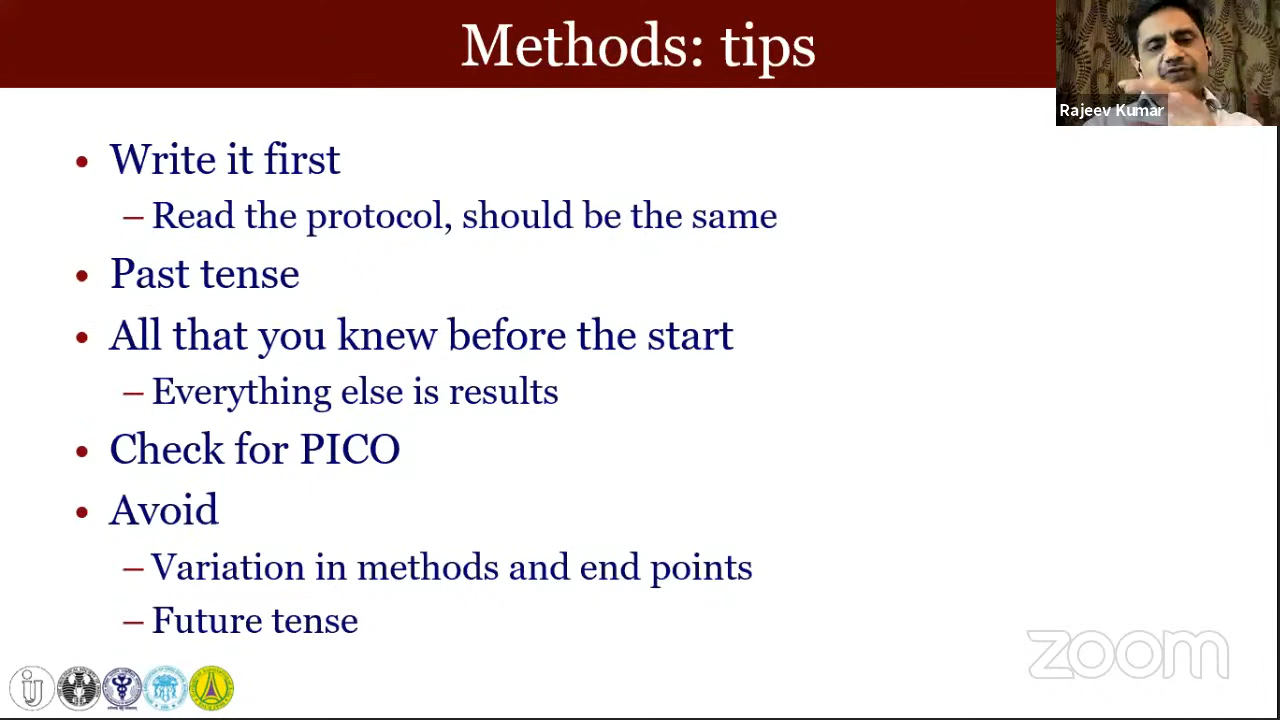 Methods: tips
Rajeev Kumar
• Write it first
– Read the protocol, should be the same
• Past tense
• All that you knew before the start
– Everything else is results
• Check for PICO
• Avoid
– Variation in methods and end points
– Future tense
zoom